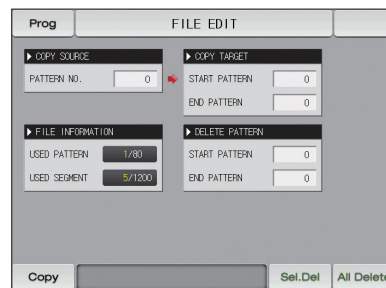 Prog
FILE EDIT
▶ COPY SOURCE
PATTERN NO. 0
▶ COPY TARGET
START PATTERN 0
END PATTERN 0
▶ FILE INFORMATION
USED PATTERN 1/80
USED SEGMENT 5/1200
▶ DELETE PATTERN
START PATTERN 0
END PATTERN 0
Copy
Sel.Del
All Delete